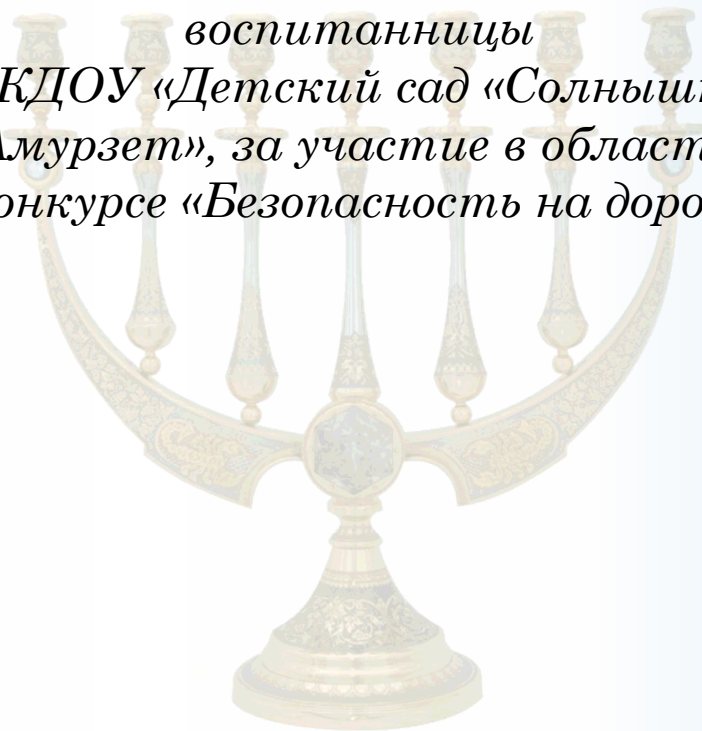 воспитанницы
КДОУ «Детский сад «Солныш
мурзет», за участие в област
онкурсе «Безопасность на доро